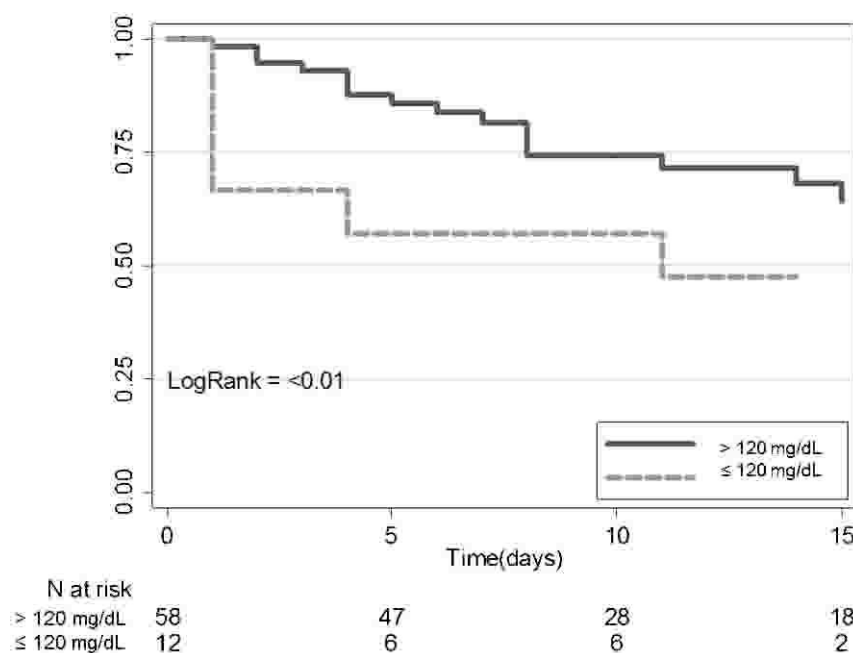 1.00
0.75
0.50
0.25
0.00
LogRank = <0.01
> 120 mg/dL
≤ 120 mg/dL
0 5 10 15
Time(days)
N at risk
> 120 mg/dL 58 47 28 18
≤ 120 mg/dL 12 6 6 2